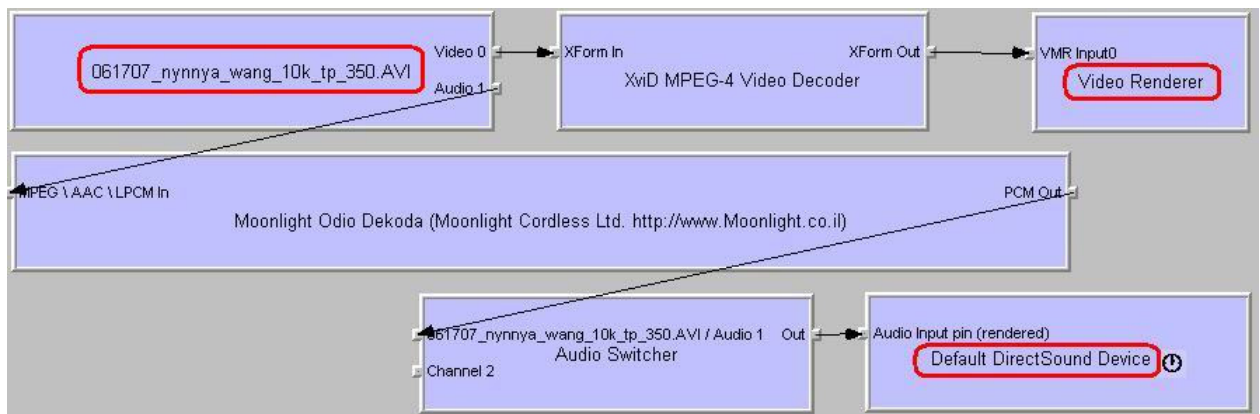 Video 0
061707_nynnya_wang_10k_tp_350.AVI
Audio 1
XForm In
XForm Out
XviD MPEG-4 Video Decoder
VMR Input0
Video Renderer
MPEG \ AAC \ LPCM In
PCM Out
Moonlight Odio Dekoda (Moonlight Cordless Ltd. http://www.Moonlight.co.il)
061707_nynnya_wang_10k_tp_350.AVI / Audio 1
Out
Audio Switcher
Channel 2
Audio Input pin (rendered)
Default DirectSound Device